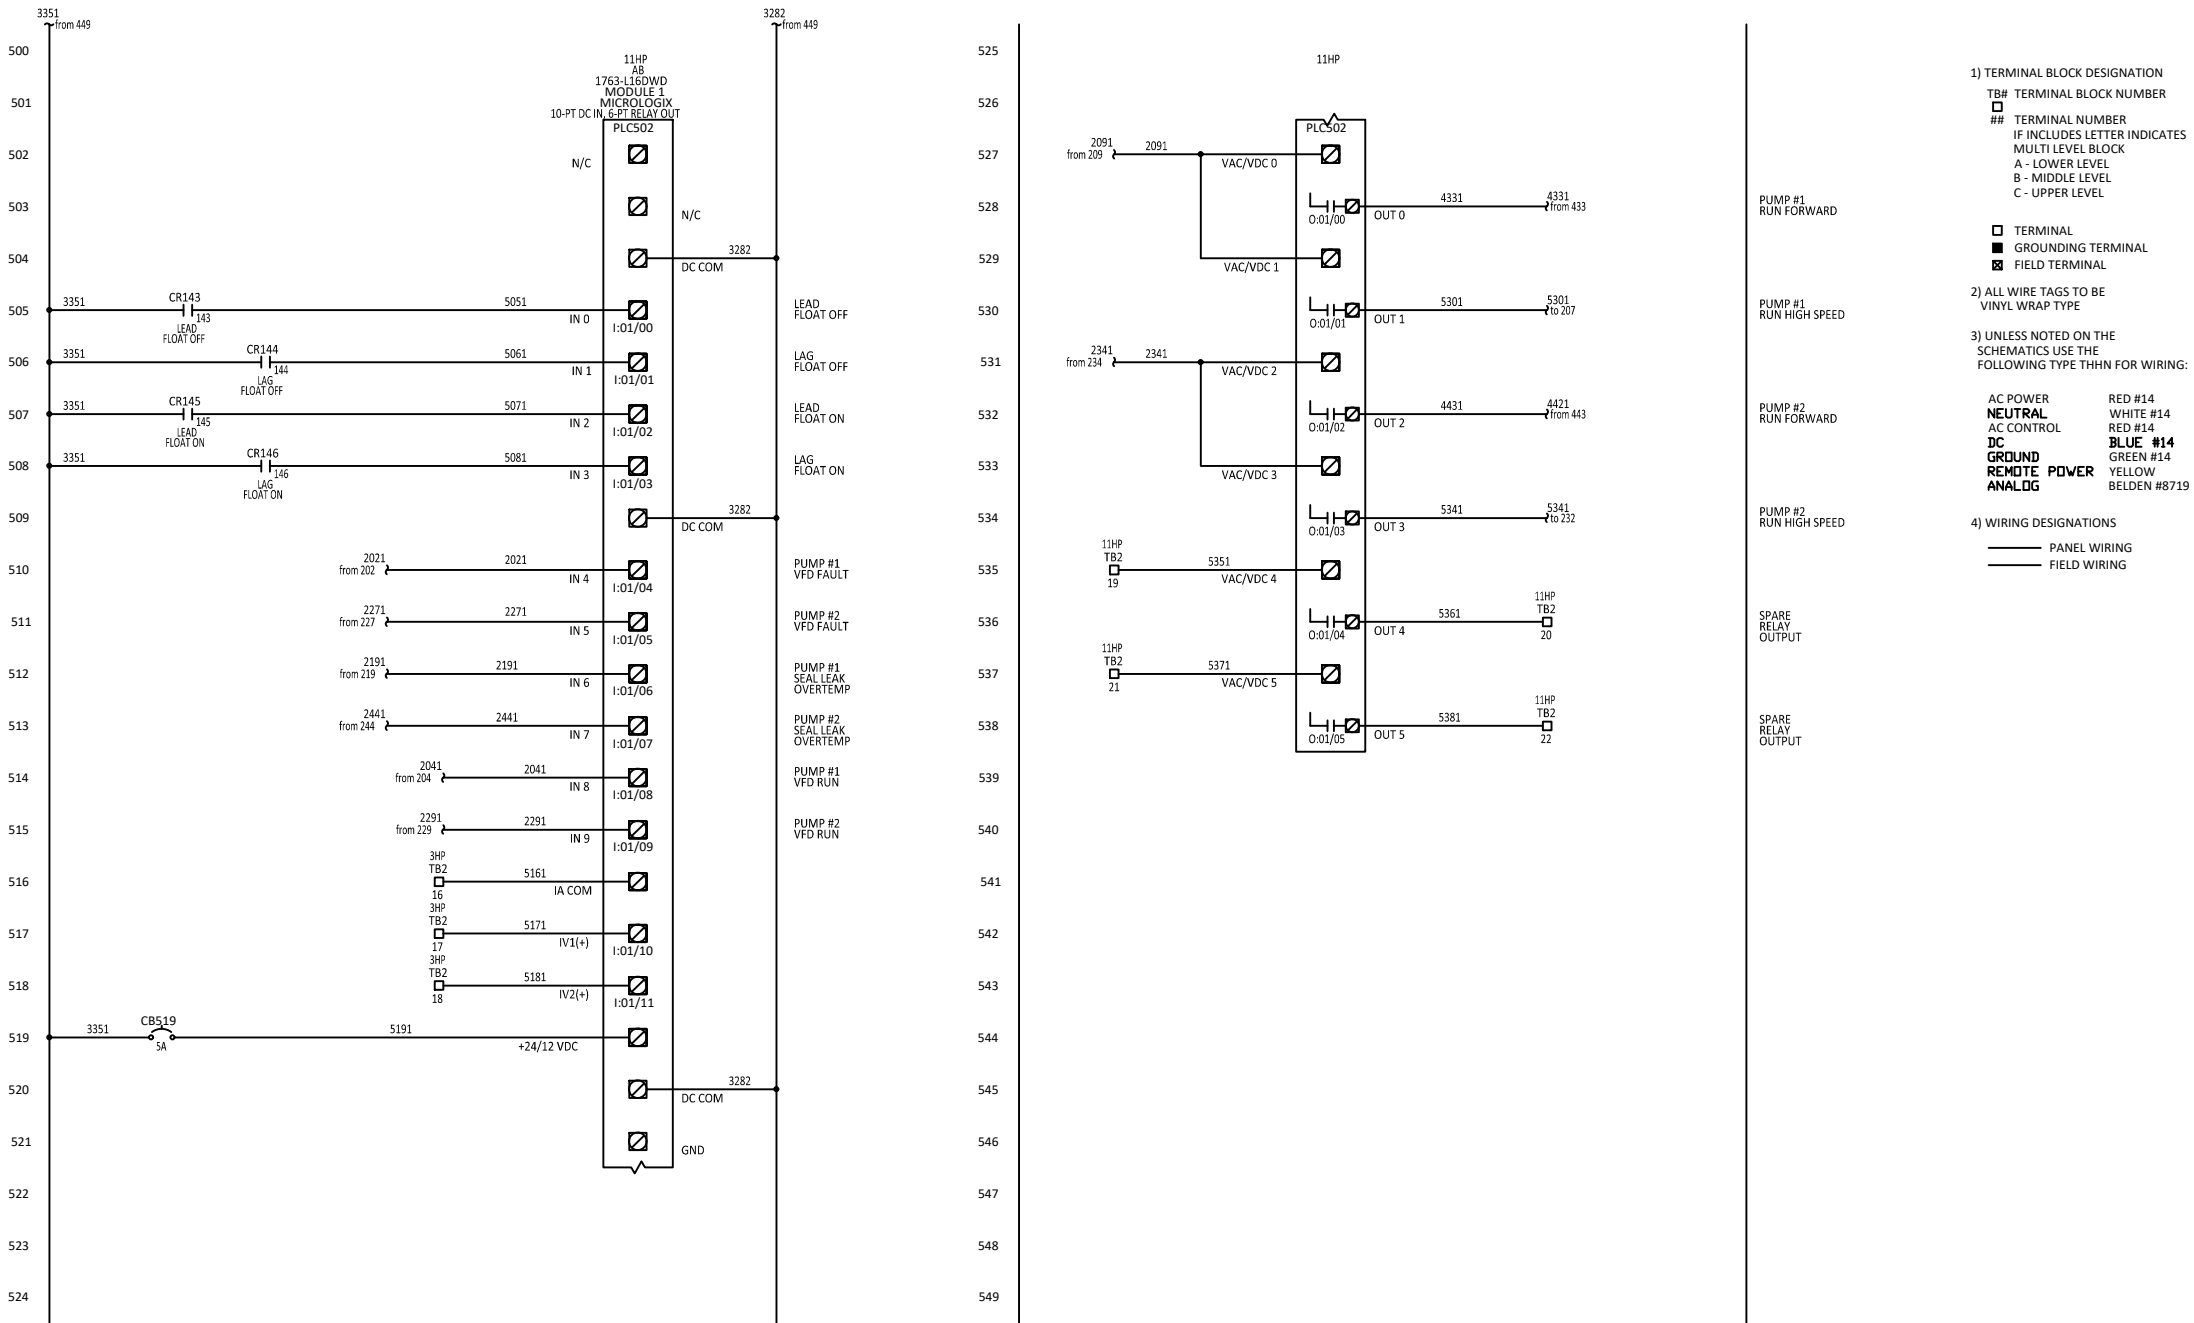 3351
from 449
3282
from 449
500
11HP
AB
1763-L16DWD
MODULE 1
MICROLOGIX
10-PT DC IN, 6-PT RELAY OUT
501
PLC502
502
N/C
503
N/C
504
3282
DC COM
505
3351
CR143
143
LEAD
FLOAT OFF
5051
IN 0
I:01/00
LEAD
FLOAT OFF
506
3351
CR144
144
LAG
FLOAT OFF
5061
IN 1
I:01/01
LAG
FLOAT OFF
507
3351
CR145
145
LEAD
FLOAT ON
5071
IN 2
I:01/02
LEAD
FLOAT ON
508
3351
CR146
146
LAG
FLOAT ON
5081
IN 3
I:01/03
LAG
FLOAT ON
509
3282
DC COM
510
2021
from 202
2021
IN 4
I:01/04
PUMP #1
VFD FAULT
511
2271
from 227
2271
IN 5
I:01/05
PUMP #2
VFD FAULT
512
2191
from 219
2191
IN 6
I:01/06
PUMP #1
SEAL LEAK
OVERTEMP
513
2441
from 244
2441
IN 7
I:01/07
PUMP #2
SEAL LEAK
OVERTEMP
514
2041
from 204
2041
IN 8
I:01/08
PUMP #1
VFD RUN
515
2291
from 229
2291
IN 9
I:01/09
PUMP #2
VFD RUN
516
3HP
TB2
16
5161
IA COM
517
3HP
TB2
17
5171
IV1(+)
I:01/10
518
3HP
TB2
18
5181
IV2(+)
I:01/11
519
3351
CB519
5A
5191
+24/12 VDC
520
3282
DC COM
521
GND
522
523
524
525
11HP
526
PLC502
527
2091
from 209
2091
VAC/VDC 0
528
O:01/00
OUT 0
4331
4331
from 433
PUMP #1
RUN FORWARD
529
VAC/VDC 1
530
O:01/01
OUT 1
5301
5301
to 207
PUMP #1
RUN HIGH SPEED
531
2341
from 234
2341
VAC/VDC 2
532
O:01/02
OUT 2
4431
4421
from 443
PUMP #2
RUN FORWARD
533
VAC/VDC 3
534
O:01/03
OUT 3
5341
5341
to 232
PUMP #2
RUN HIGH SPEED
535
11HP
TB2
19
5351
VAC/VDC 4
536
O:01/04
OUT 4
5361
11HP
TB2
20
SPARE
RELAY
OUTPUT
537
11HP
TB2
21
5371
VAC/VDC 5
538
O:01/05
OUT 5
5381
11HP
TB2
22
SPARE
RELAY
OUTPUT
539
540
541
542
543
544
545
546
547
548
549
1) TERMINAL BLOCK DESIGNATION
TB# TERMINAL BLOCK NUMBER
## TERMINAL NUMBER
IF INCLUDES LETTER INDICATES
MULTI LEVEL BLOCK
A - LOWER LEVEL
B - MIDDLE LEVEL
C - UPPER LEVEL
TERMINAL
GROUNDING TERMINAL
FIELD TERMINAL
2) ALL WIRE TAGS TO BE
VINYL WRAP TYPE
3) UNLESS NOTED ON THE
SCHEMATICS USE THE
FOLLOWING TYPE THHN FOR WIRING:
AC POWER RED #14
NEUTRAL WHITE #14
AC CONTROL RED #14
DC BLUE #14
GROUND GREEN #14
REMOTE POWER YELLOW
ANALOG BELDEN #8719
4) WIRING DESIGNATIONS
PANEL WIRING
FIELD WIRING